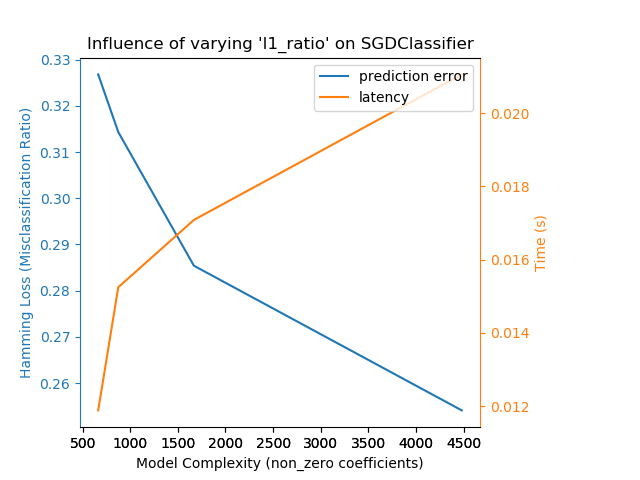 Influence of varying 'l1_ratio' on SGDClassifier
prediction error
latency
0.33
0.32
0.31
0.30
0.29
0.28
0.27
0.26
Hamming Loss (Misclassification Ratio)
0.020
0.018
0.016
0.014
0.012
Time (s)
500 1000 1500 2000 2500 3000 3500 4000 4500
Model Complexity (non_zero coefficients)